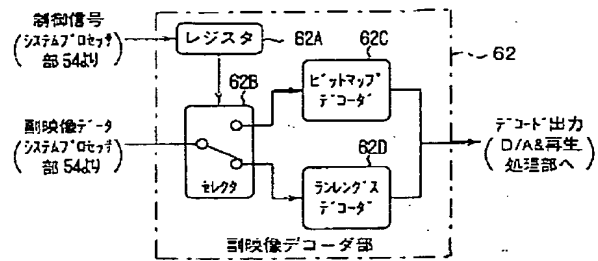 制御信号
(システムプロセッサ
部54より)
レジスタ
62A
62B
62C
ビットマップ
デコーダ
62
副映像データ
(システムプロセッサ
部54より)
セレクタ
62D
ランレングス
デコーダ
デコード出力
(D/A&再生
処理部へ)
副映像デコーダ部